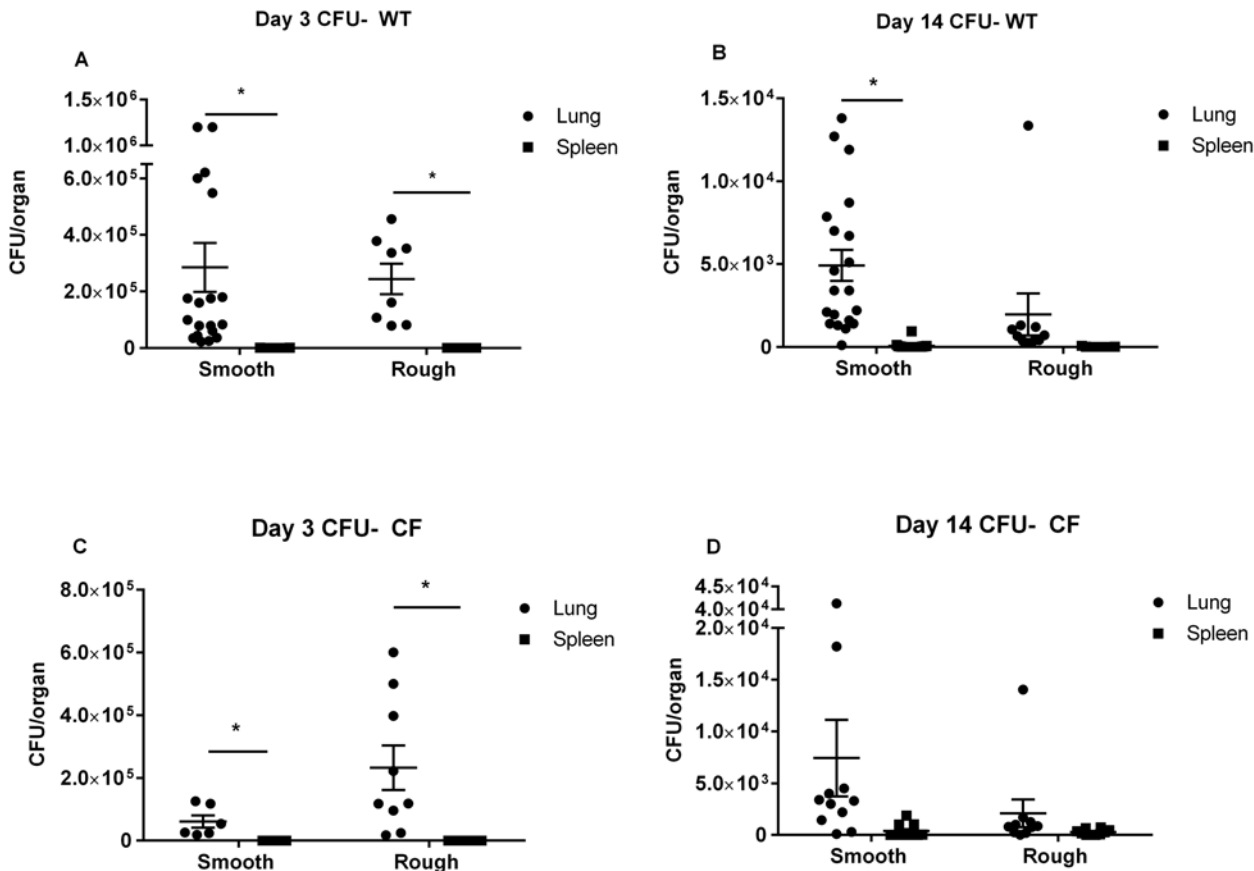 Day 3 CFU- WT
A
*
*
1.5×10⁶
1.0×10⁶
6.0×10⁵
4.0×10⁵
2.0×10⁵
0
CFU/organ
Smooth
Rough
Lung
Spleen
Day 14 CFU- WT
B
*
1.5×10⁴
1.0×10⁴
5.0×10³
0
CFU/organ
Smooth
Rough
Lung
Spleen
Day 3 CFU- CF
C
*
*
8.0×10⁵
6.0×10⁵
4.0×10⁵
2.0×10⁵
0
CFU/organ
Smooth
Rough
Lung
Spleen
Day 14 CFU- CF
D
4.5×10⁴
4.0×10⁴
2.0×10⁴
1.5×10⁴
1.0×10⁴
5.0×10³
0
CFU/organ
Smooth
Rough
Lung
Spleen